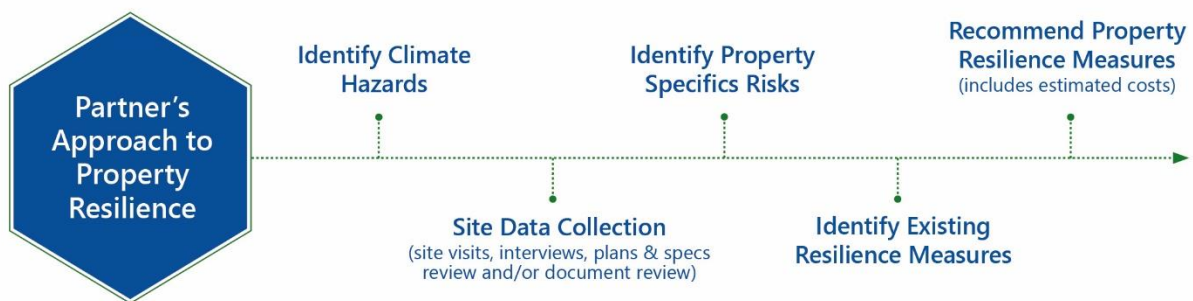 Partner's
Approach to
Property
Resilience
Identify Climate
Hazards
Site Data Collection
(site visits, interviews, plans & specs
review and/or document review)
Identify Property
Specifics Risks
Identify Existing
Resilience Measures
Recommend Property
Resilience Measures
(includes estimated costs)